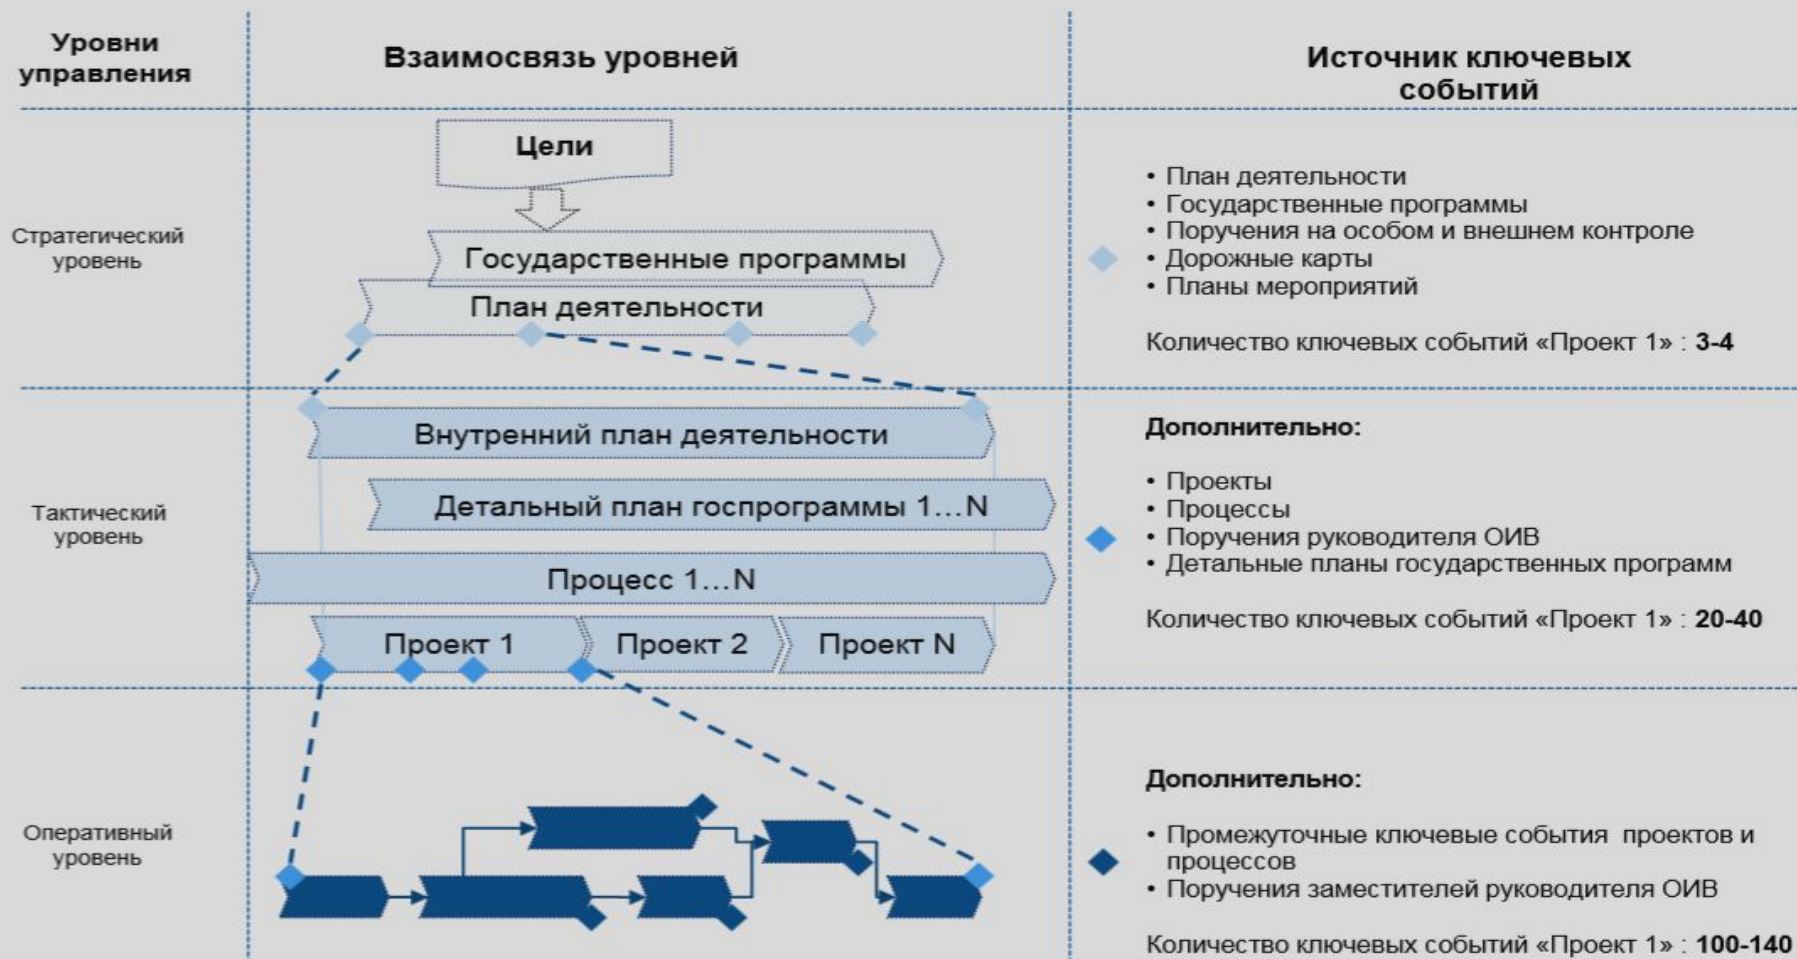 Уровни
управления
Взаимосвязь уровней
Источник ключевых
событий
Стратегический
уровень
Цели
Государственные программы
План деятельности
• План деятельности
• Государственные программы
• Поручения на особом и внешнем контроле
• Дорожные карты
• Планы мероприятий
Количество ключевых событий «Проект 1» : 3-4
Тактический
уровень
Внутренний план деятельности
Детальный план госпрограммы 1…N
Процесс 1…N
Проект 1
Проект 2
Проект N
Дополнительно:
• Проекты
• Процессы
• Поручения руководителя ОИВ
• Детальные планы государственных программ
Количество ключевых событий «Проект 1» : 20-40
Оперативный
уровень
Дополнительно:
• Промежуточные ключевые события проектов и
процессов
• Поручения заместителей руководителя ОИВ
Количество ключевых событий «Проект 1» : 100-140